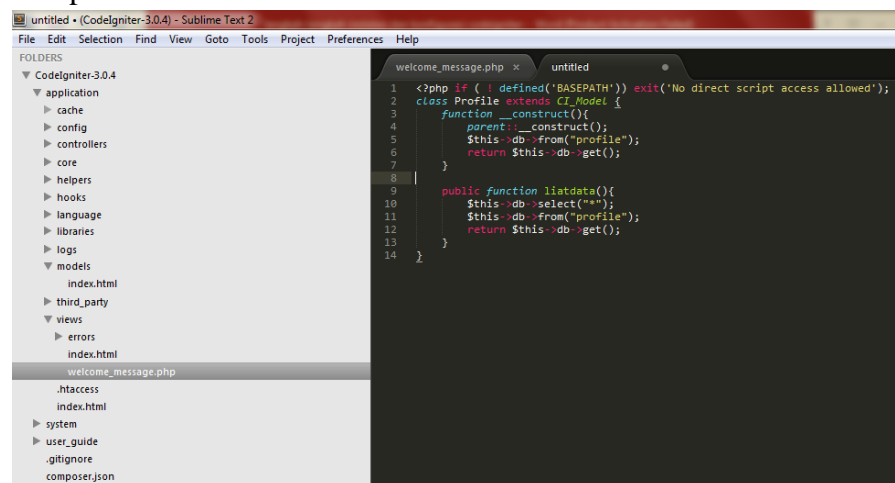 untitled • (CodeIgniter-3.0.4) - Sublime Text 2
File Edit Selection Find View Goto Tools Project Preferences Help
FOLDERS
CodeIgniter-3.0.4
application
cache
config
controllers
core
helpers
hooks
language
libraries
logs
models
index.html
third_party
views
errors
index.html
welcome_message.php
.htaccess
index.html
system
user_guide
.gitignore
composer.json
welcome_message.php × untitled
1 <?php if ( ! defined('BASEPATH')) exit('No direct script access allowed');
2 class Profile extends CI_Model {
3 function __construct(){
4 parent::__construct();
5 $this->db->from("profile");
6 return $this->db->get();
7 }
8
9 public function liatdata(){
10 $this->db->select("*");
11 $this->db->from("profile");
12 return $this->db->get();
13 }
14 }